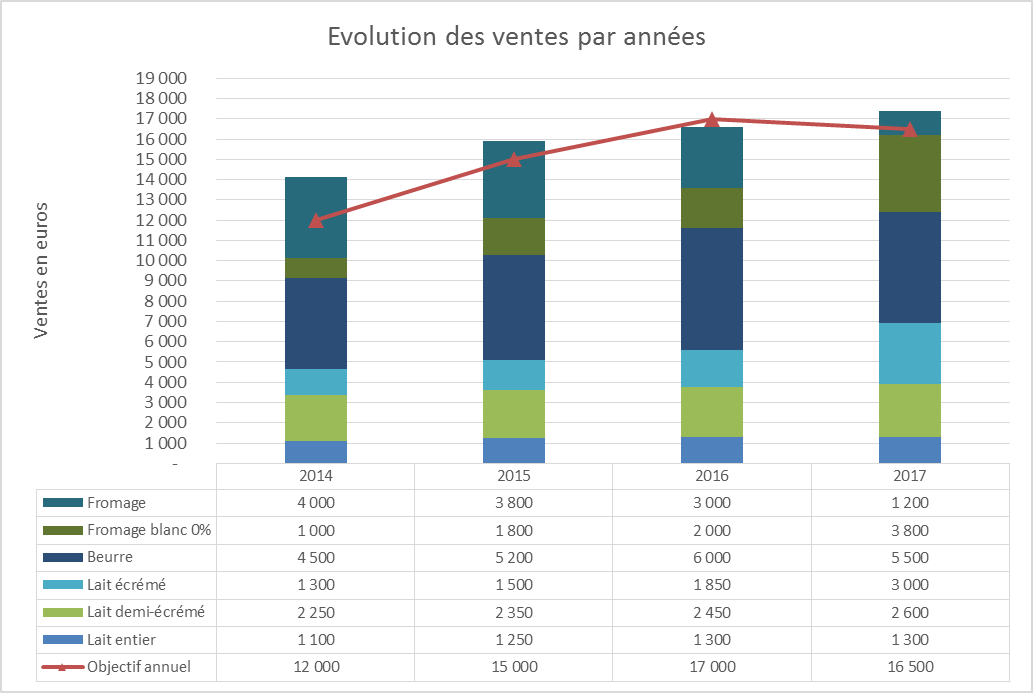 Evolution des ventes par années
Ventes en euros
19 000
18 000
17 000
16 000
15 000
14 000
13 000
12 000
11 000
10 000
9 000
8 000
7 000
6 000
5 000
4 000
3 000
2 000
1 000
-
2014 2015 2016 2017
Fromage 4 000 3 800 3 000 1 200
Fromage blanc 0% 1 000 1 800 2 000 3 800
Beurre 4 500 5 200 6 000 5 500
Lait écrémé 1 300 1 500 1 850 3 000
Lait demi-écrémé 2 250 2 350 2 450 2 600
Lait entier 1 100 1 250 1 300 1 300
Objectif annuel 12 000 15 000 17 000 16 500